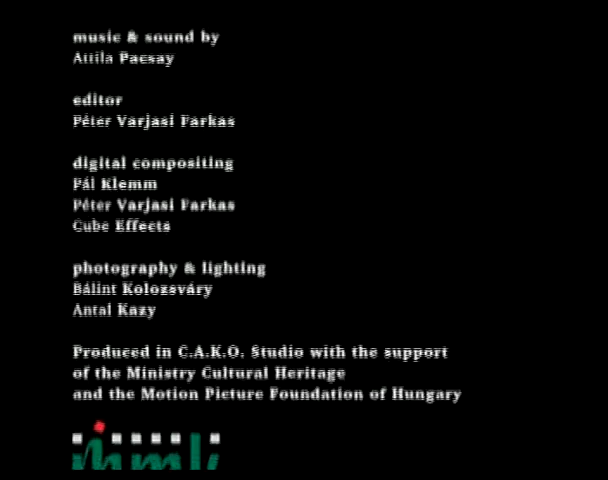 music & sound by
Attila Pacsay
editor
Péter Varjasi Farkas
digital compositing
Pál Klemm
Péter Varjasi Farkas
Cube Effects
photography & lighting
Bálint Kolozsváry
Antal Kazy
Produced in C.A.K.O. Studio with the support
of the Ministry Cultural Heritage
and the Motion Picture Foundation of Hungary